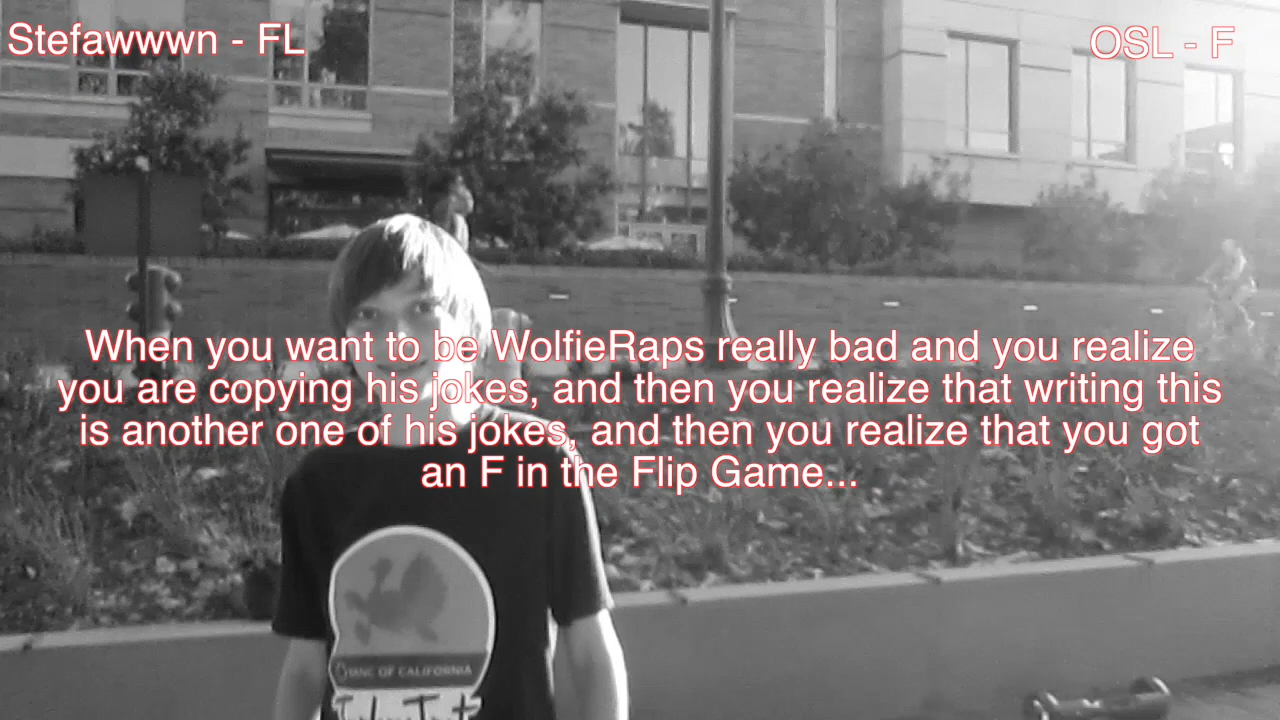 Stefawwwn - FL
OSL - F
When you want to be WolfieRaps really bad and you realize
you are copying his jokes, and then you realize that writing this
is another one of his jokes, and then you realize that you got
an F in the Flip Game...
OF CALIFORNIA